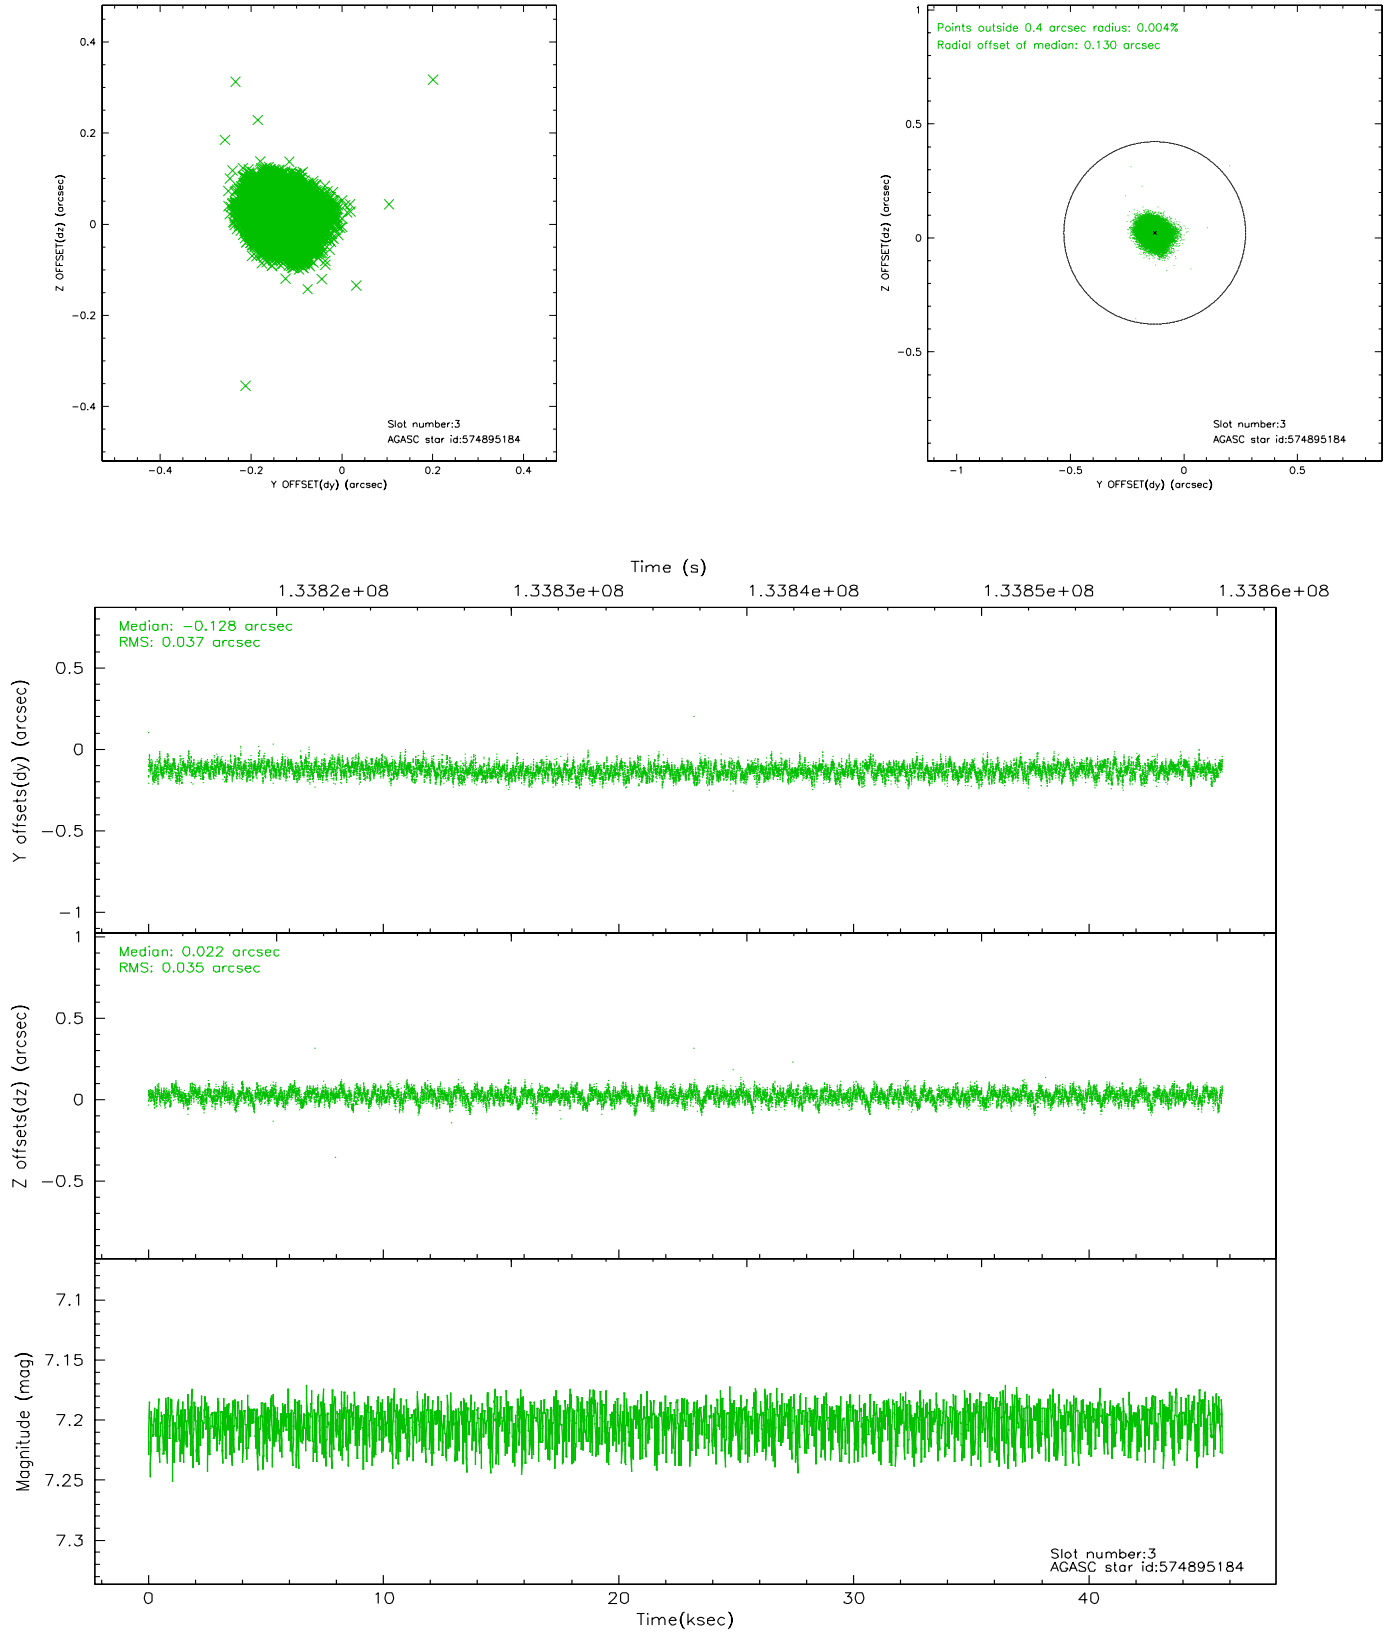 0.4
0.2
0
−0.2
−0.4
Z OFFSET(dz) (arcsec)
Slot number:3
AGASC star id:574895184
−0.4 −0.2 0 0.2 0.4
Y OFFSET(dy) (arcsec)
Points outside 0.4 arcsec radius: 0.004%
Radial offset of median: 0.130 arcsec
1
0.5
0
−0.5
Z OFFSET(dz) (arcsec)
Slot number:3
AGASC star id:574895184
−1 −0.5 0 0.5
Y OFFSET(dy) (arcsec)
Time (s)
1.3382e+08 1.3383e+08 1.3384e+08 1.3385e+08 1.3386e+08
Median: −0.128 arcsec
RMS: 0.037 arcsec
0.5
0
−0.5
−1
Y offsets(dy) (arcsec)
Median: 0.022 arcsec
RMS: 0.035 arcsec
1
0.5
0
−0.5
Z offsets(dz) (arcsec)
7.1
7.15
7.2
7.25
7.3
Magnitude (mag)
Slot number:3
AGASC star id:574895184
0 10 20 30 40
Time(ksec)